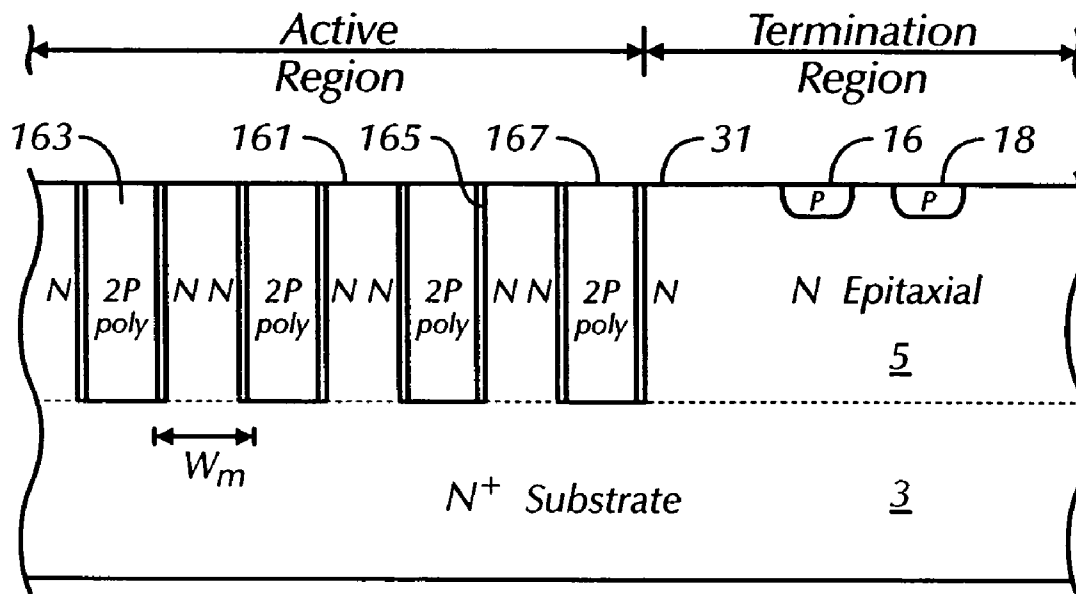 Active Termination
Region Region
163 161 165 167 31 16 18
P P
N 2P N N 2P N N 2P N N 2P N N Epitaxial
poly poly poly poly
5
Wm
N+ Substrate 3